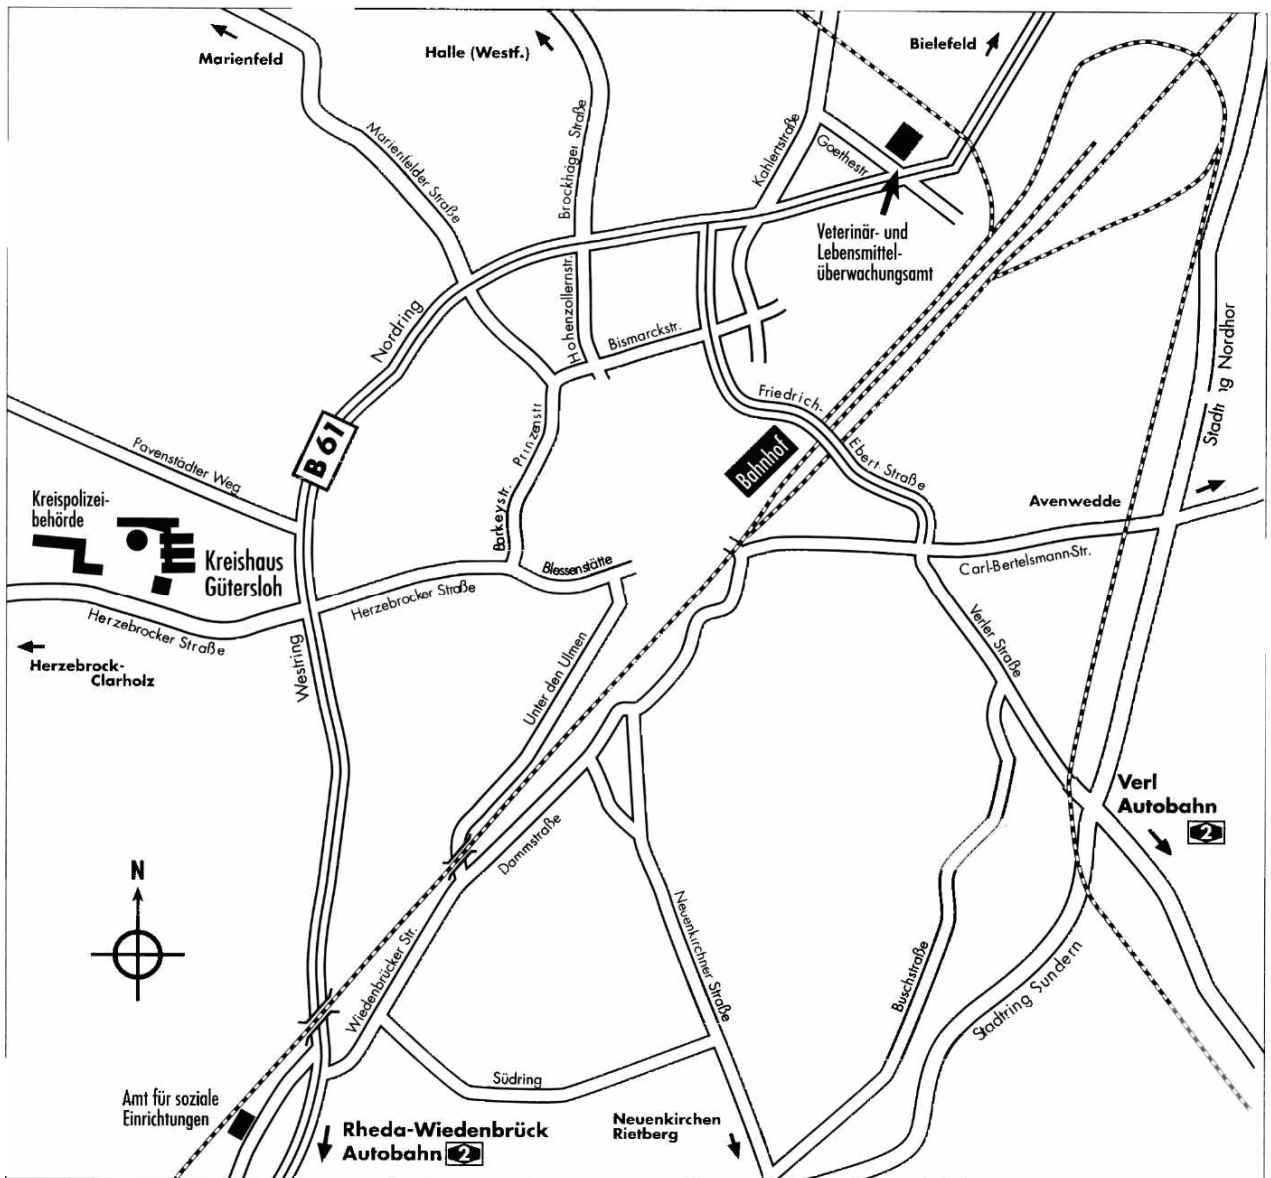 Marienfeld
Halle (Westf.)
Bielefeld
Marienfelder Straße
Brockhäger Straße
Kahlertstraße
Goethestr
Veterinär- und
Lebensmittel-
überwachungsamt
Nordring
Hohenzollernstr.
Bismarckstr.
Stadtring Nordhor
B 61
Friedrich-
Ebert. Straße
Bahnhof
Prinzenstr
Pavenstädter Weg
Kreispolizei-
behörde
Kreishaus
Gütersloh
Barkeystr.
Blessenstätte
Avenwedde
Carl-Bertelsmann-Str.
Herzebrocker Straße
Herzebrocker Straße
Herzebrock-
Clarholz
Westring
Unter den Ulmen
Verler Straße
Verl
Autobahn
2
Dammstraße
N
Neuenkirchner Straße
Wiedenbrücker Str.
Buschstraße
Stadtring Sundern
Südring
Amt für soziale
Einrichtungen
Rheda-Wiedenbrück
Autobahn 2
Neuenkirchen
Rietberg